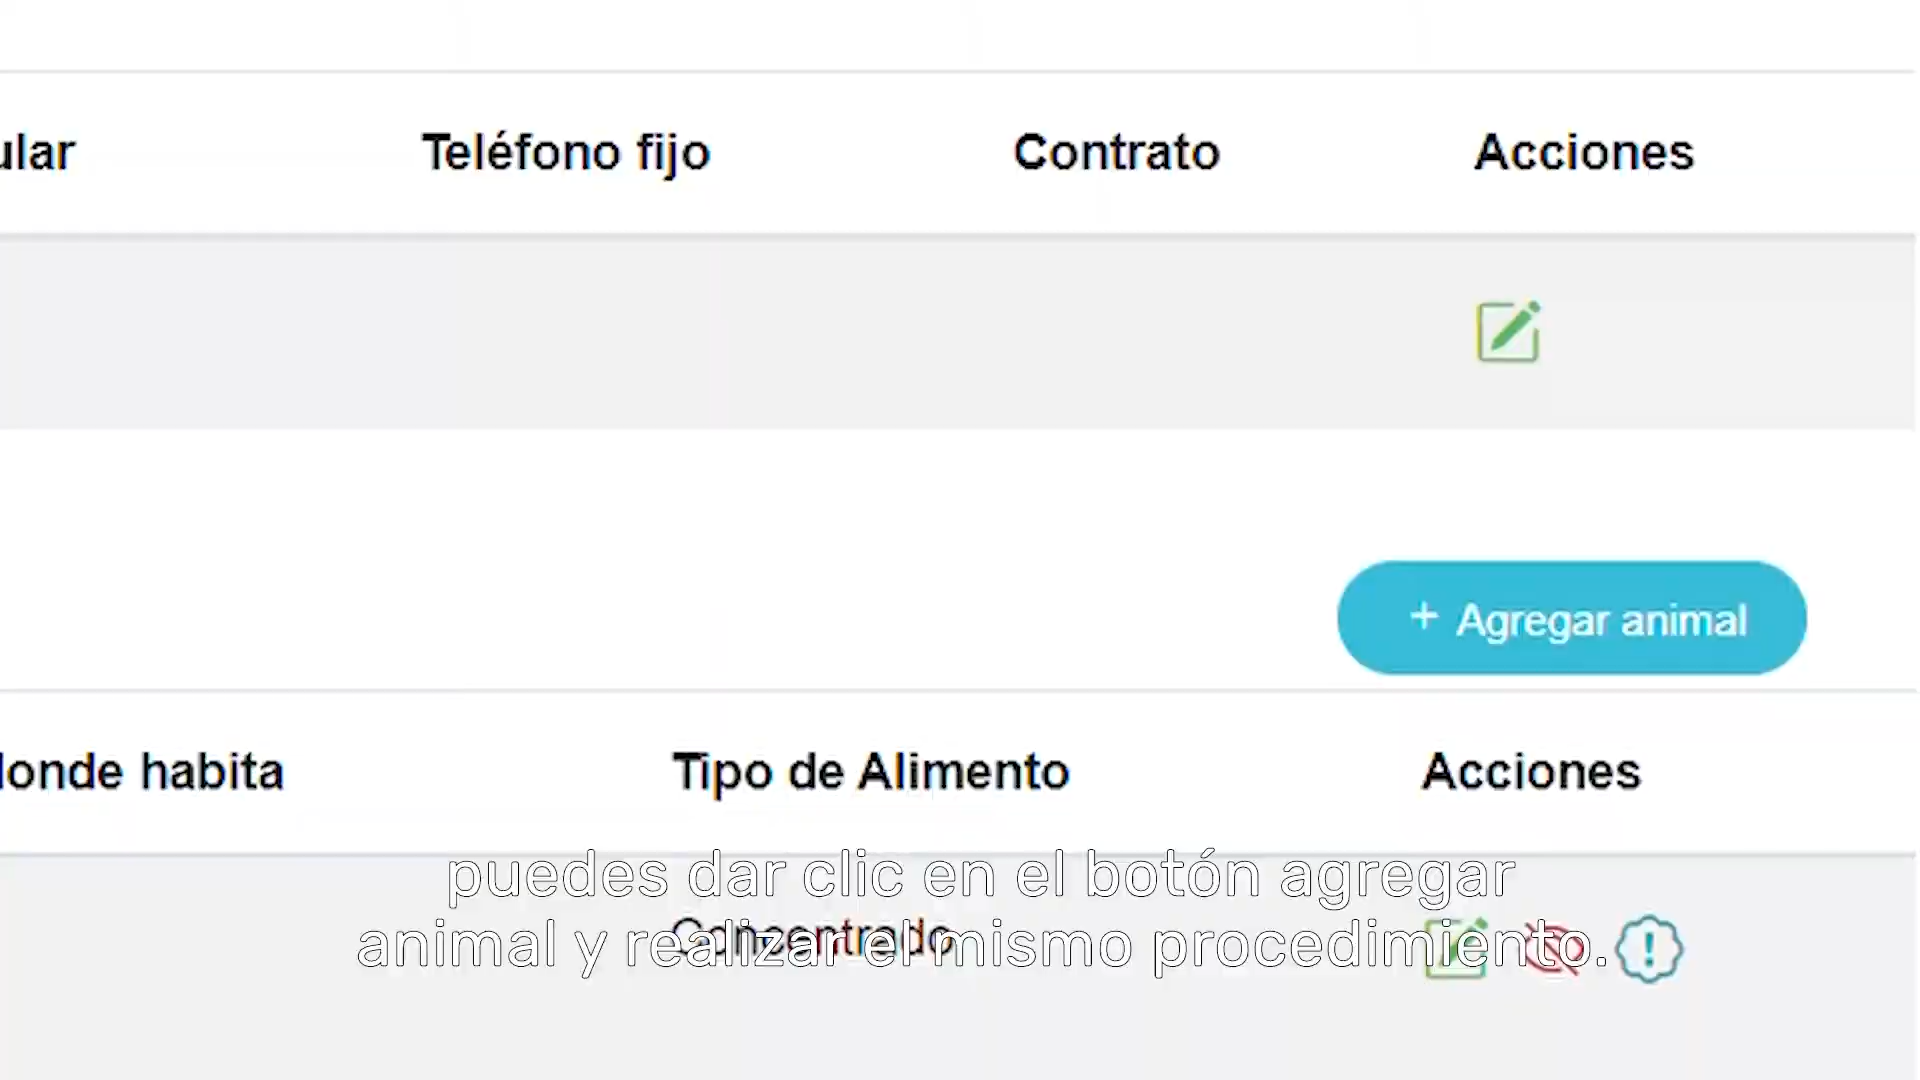 ular Teléfono fijo Contrato Acciones
+ Agregar animal
donde habita Tipo de Alimento Acciones
Concentrado
puedes dar clic en el botón agregar
animal y realizar el mismo procedimiento.